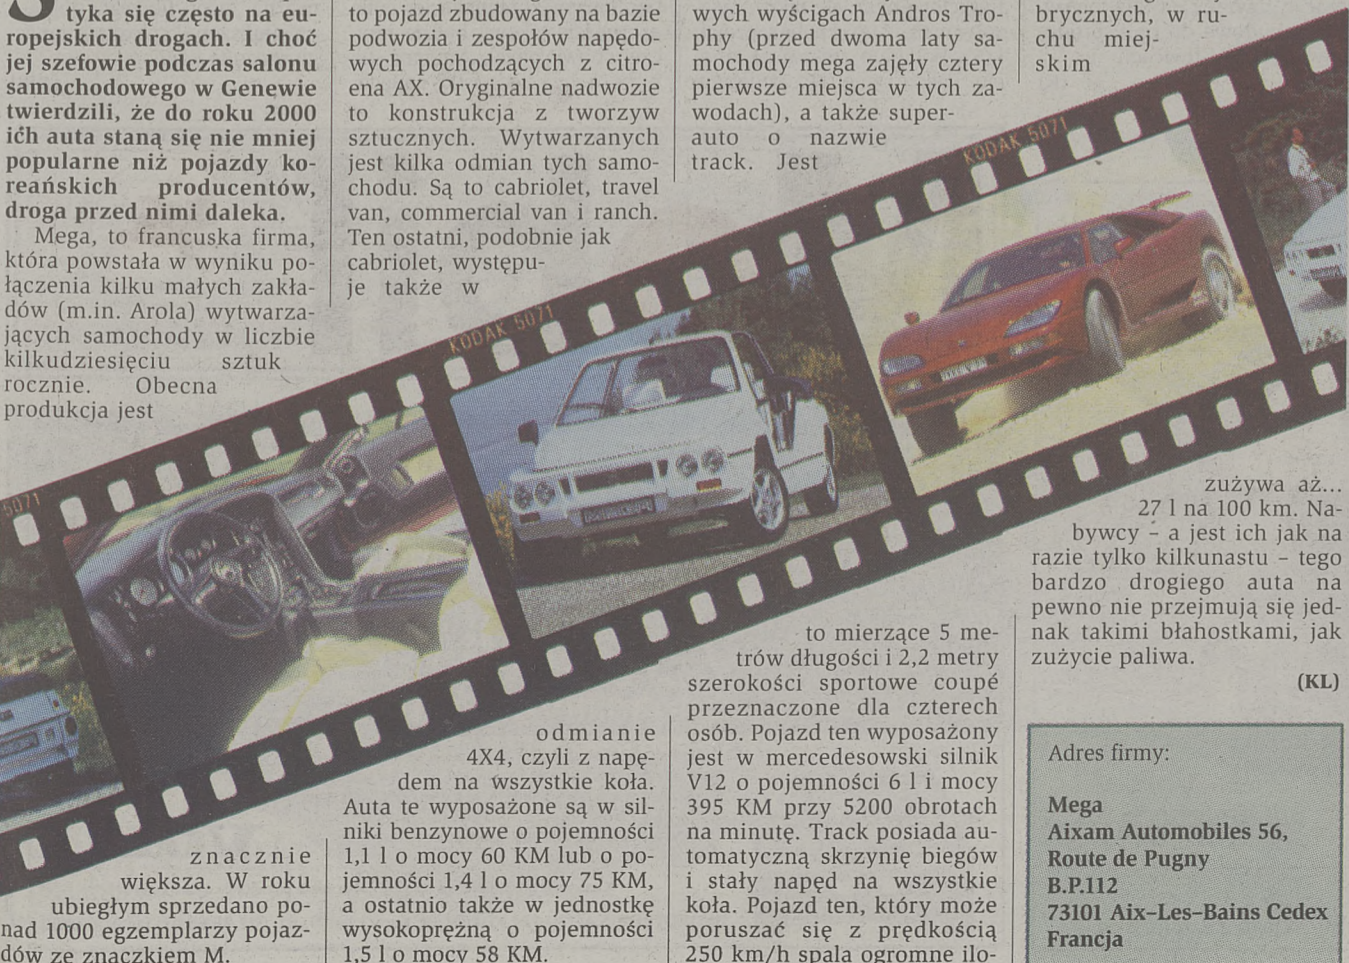 tyka się często na eu-
ropejskich drogach. I choć
jej szefowie podczas salonu
samochodowego w Genewie
twierdzili, że do roku 2000
ich auta staną się nie mniej
popularne niż pojazdy ko-
reańskich producentów,
droga przed nimi daleka.
Mega, to francuska firma,
która powstała w wyniku po-
łączenia kilku małych zakła-
dów (m.in. Arola) wytwarza-
jących samochody w liczbie
kilkudziesięciu sztuk
rocznie. Obecna
produkcja jest
znacznie
większa. W roku
ubiegłym sprzedano po-
nad 1000 egzemplarzy pojaz-
dów ze znaczkiem M.
to pojazd zbudowany na bazie
podwozia i zespołów napędo-
wych pochodzących z citro-
ena AX. Oryginalne nadwozie
to konstrukcja z tworzyw
sztucznych. Wytwarzanych
jest kilka odmian tych samo-
chodu. Są to cabriolet, travel
van, commercial van i ranch.
Ten ostatni, podobnie jak
cabriolet, występu-
je także w
odmianie
4X4, czyli z napę-
dem na wszystkie koła.
Auta te wyposażone są w sil-
niki benzynowe o pojemności
1,1 l o mocy 60 KM lub o po-
jemności 1,4 l o mocy 75 KM,
a ostatnio także w jednostkę
wysokoprężną o pojemności
1,5 l o mocy 58 KM.
wych wyścigach Andros Tro-
phy (przed dwoma laty sa-
mochody mega zajęły cztery
pierwsze miejsca w tych za-
wodach), a także super-
auto o nazwie
track. Jest
to mierzące 5 me-
trów długości i 2,2 metry
szerokości sportowe coupé
przeznaczone dla czterech
osób. Pojazd ten wyposażony
jest w mercedesowski silnik
V12 o pojemności 6 l i mocy
395 KM przy 5200 obrotach
na minutę. Track posiada au-
tomatyczną skrzynię biegów
i stały napęd na wszystkie
koła. Pojazd ten, który może
poruszać się z prędkością
250 km/h spala ogromne ilo-
brycznych, w ru-
chu miej-
skim
zużywa aż...
27 l na 100 km. Na-
bywcy – a jest ich jak na
razie tylko kilkunastu – tego
bardzo drogiego auta na
pewno nie przejmują się jed-
nak takimi błahostkami, jak
zużycie paliwa.
(KL)
Adres firmy:
Mega
Aixam Automobiles 56,
Route de Pugny
B.P.112
73101 Aix-Les-Bains Cedex
Francja
5071
KODAK 5071
KODAK 5071